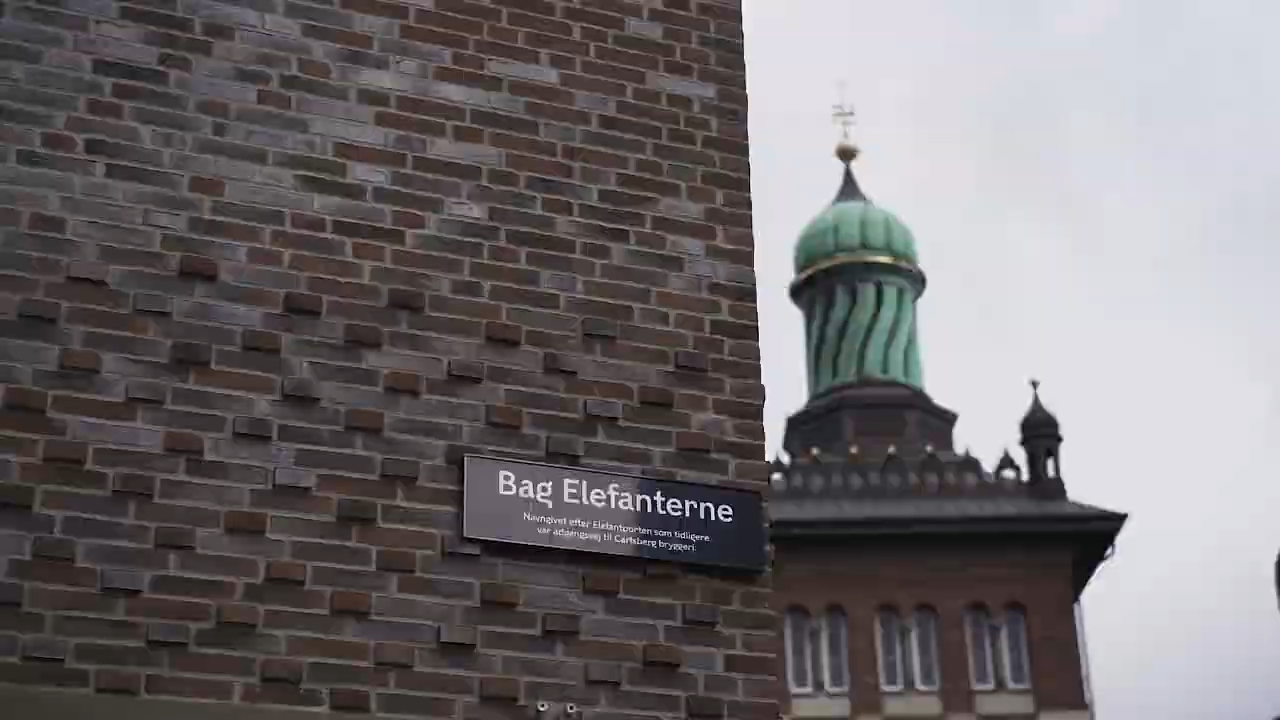 Bag Elefanterne
Navngivet efter Elefantporten som tidligere
var adgangsvej til Carlsberg bryggeri.